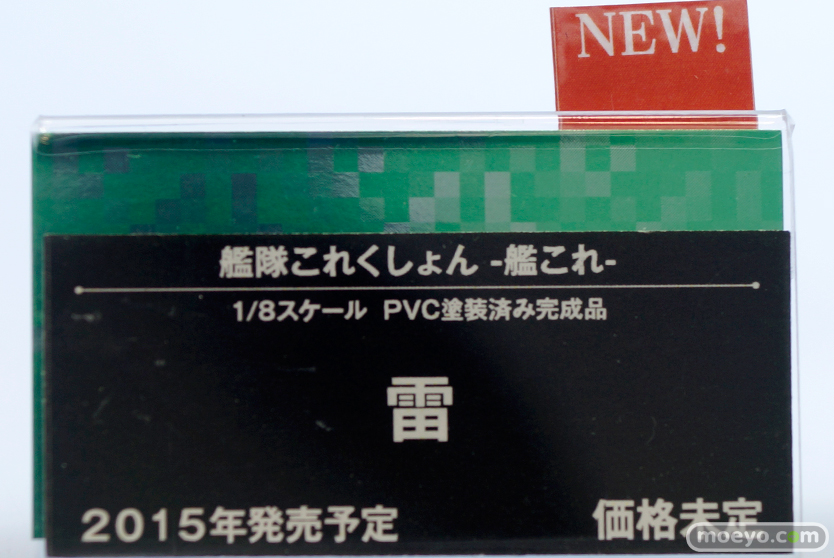 NEW!
艦隊これくしょん -艦これ-
1/8スケール PVC塗装済み完成品
雷
2015年発売予定
価格未定
moeyo.com